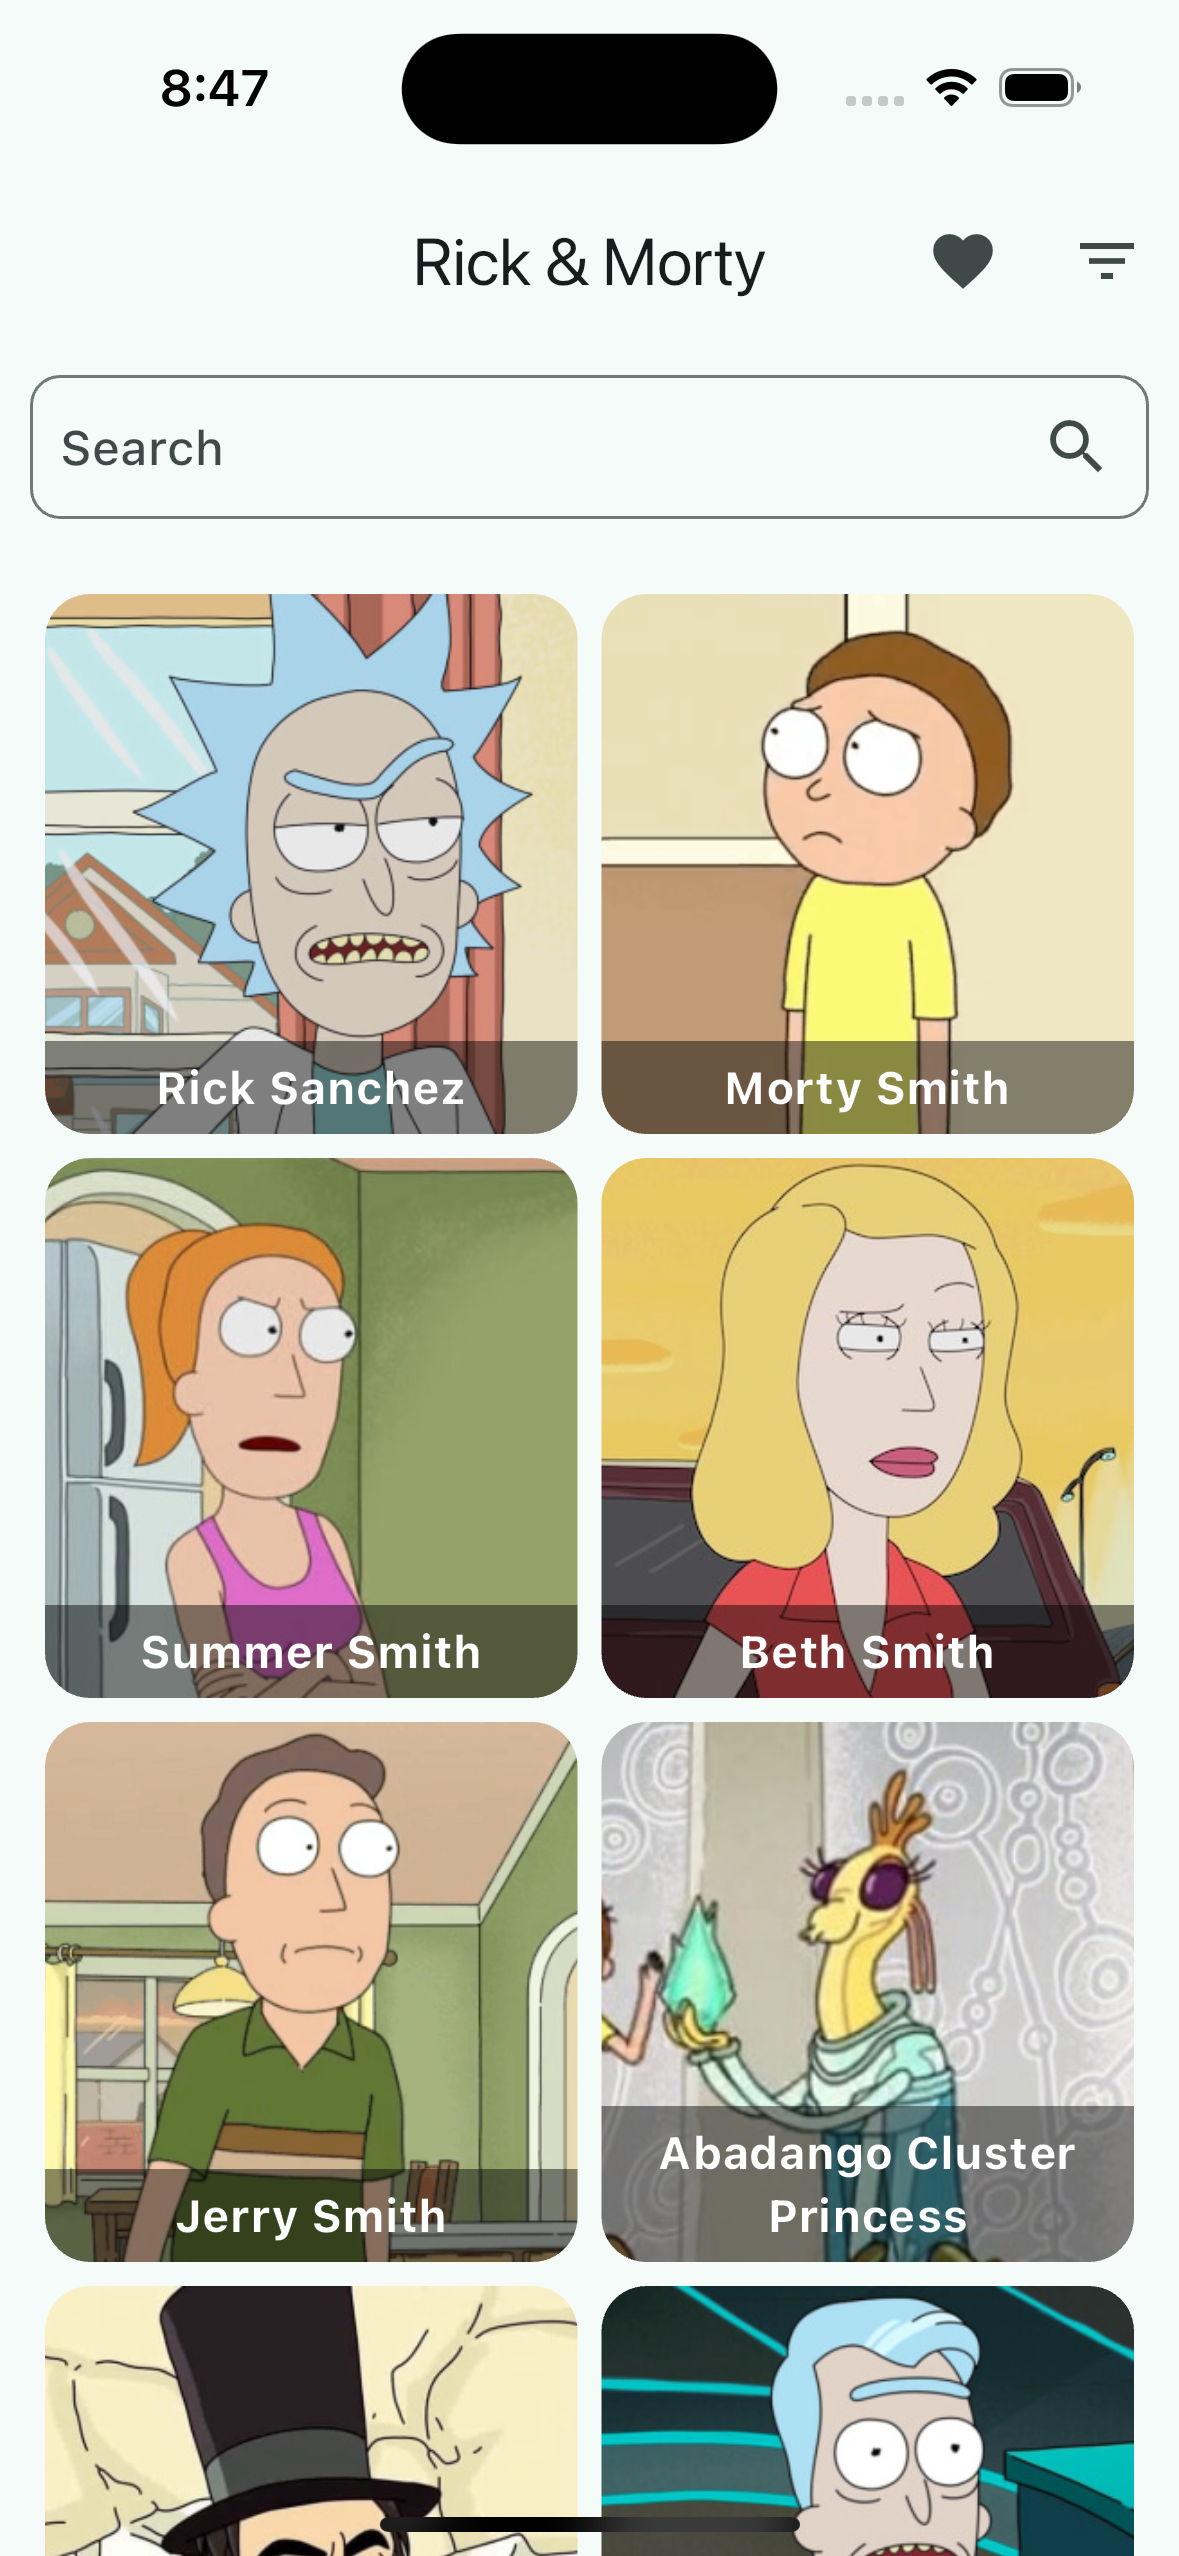 8:47
Rick & Morty
Search
Rick Sanchez
Morty Smith
Summer Smith
Beth Smith
Jerry Smith
Abadango Cluster
Princess